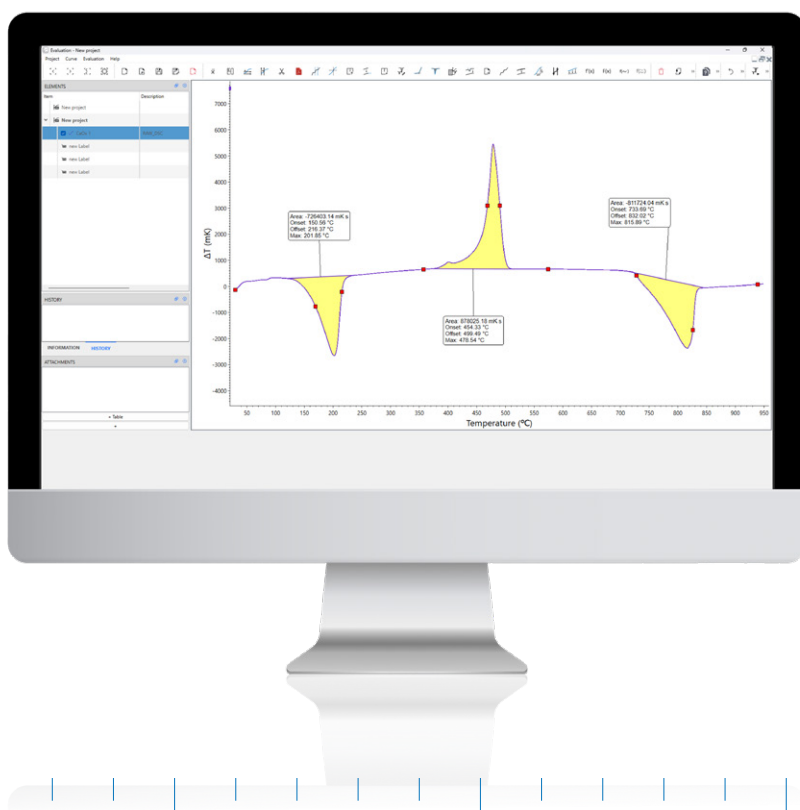 Evaluation - New project
Project Curve Evaluation Help
ELEMENTS
Item Description
New project
New project
new Label
new Label
new Label
HISTORY
INFORMATION HISTORY
ATTACHMENTS
+ Table
+
ΔT (mK)
7000
6000
5000
4000
3000
2000
1000
0
-1000
-2000
-3000
-4000
Area: -726403.14 mK s
Onset: 150.56 °C
Offset: 216.37 °C
Max: 201.85 °C
Area: 878025.18 mK s
Onset: 454.33 °C
Offset: 499.49 °C
Max: 478.54 °C
Area: -811724.04 mK s
Onset: 733.69 °C
Offset: 832.02 °C
Max: 815.89 °C
50 100 150 200 250 300 350 400 450 500 550 600 650 700 750 800 850 900 950
Temperature (°C)